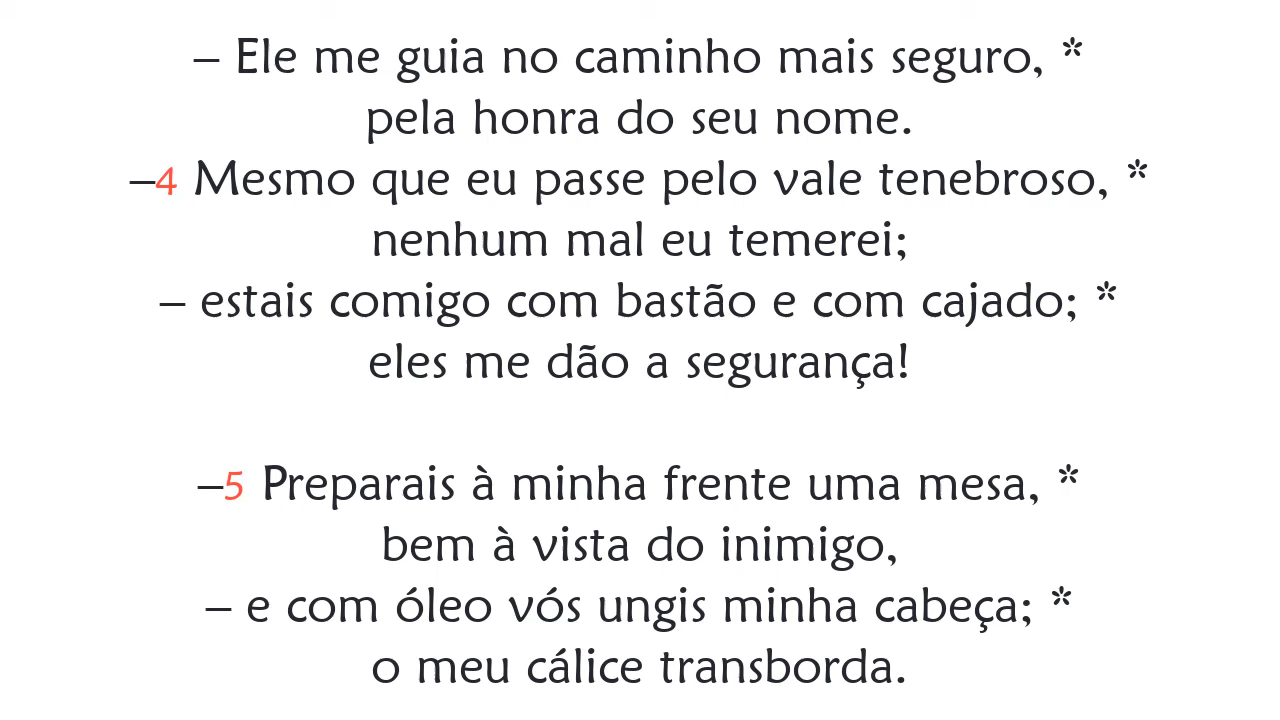 – Ele me guia no caminho mais seguro, *
pela honra do seu nome.
–4 Mesmo que eu passe pelo vale tenebroso, *
nenhum mal eu temerei;
– estais comigo com bastão e com cajado; *
eles me dão a segurança!
–5 Preparais à minha frente uma mesa, *
bem à vista do inimigo,
– e com óleo vós ungis minha cabeça; *
o meu cálice transborda.